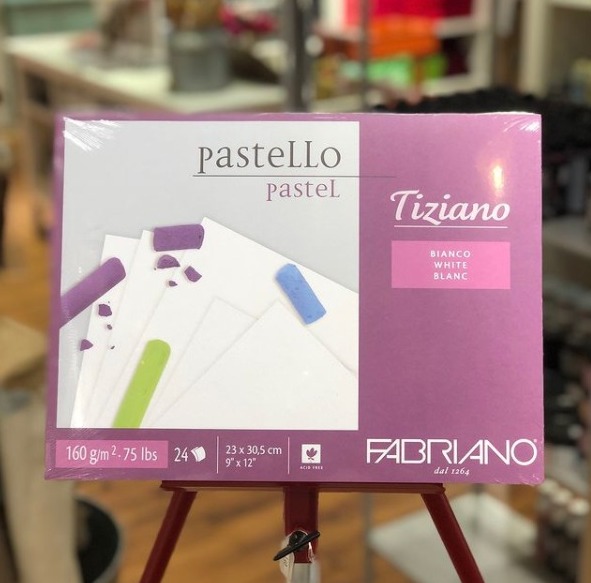 pasteLLo
pasteL
Tiziano
BIANCO
WHITE
BLANC
160 g/m² - 75 lbs
24
23 x 30,5 cm
9" x 12"
ACID FREE
FABRIANO
dal 1264